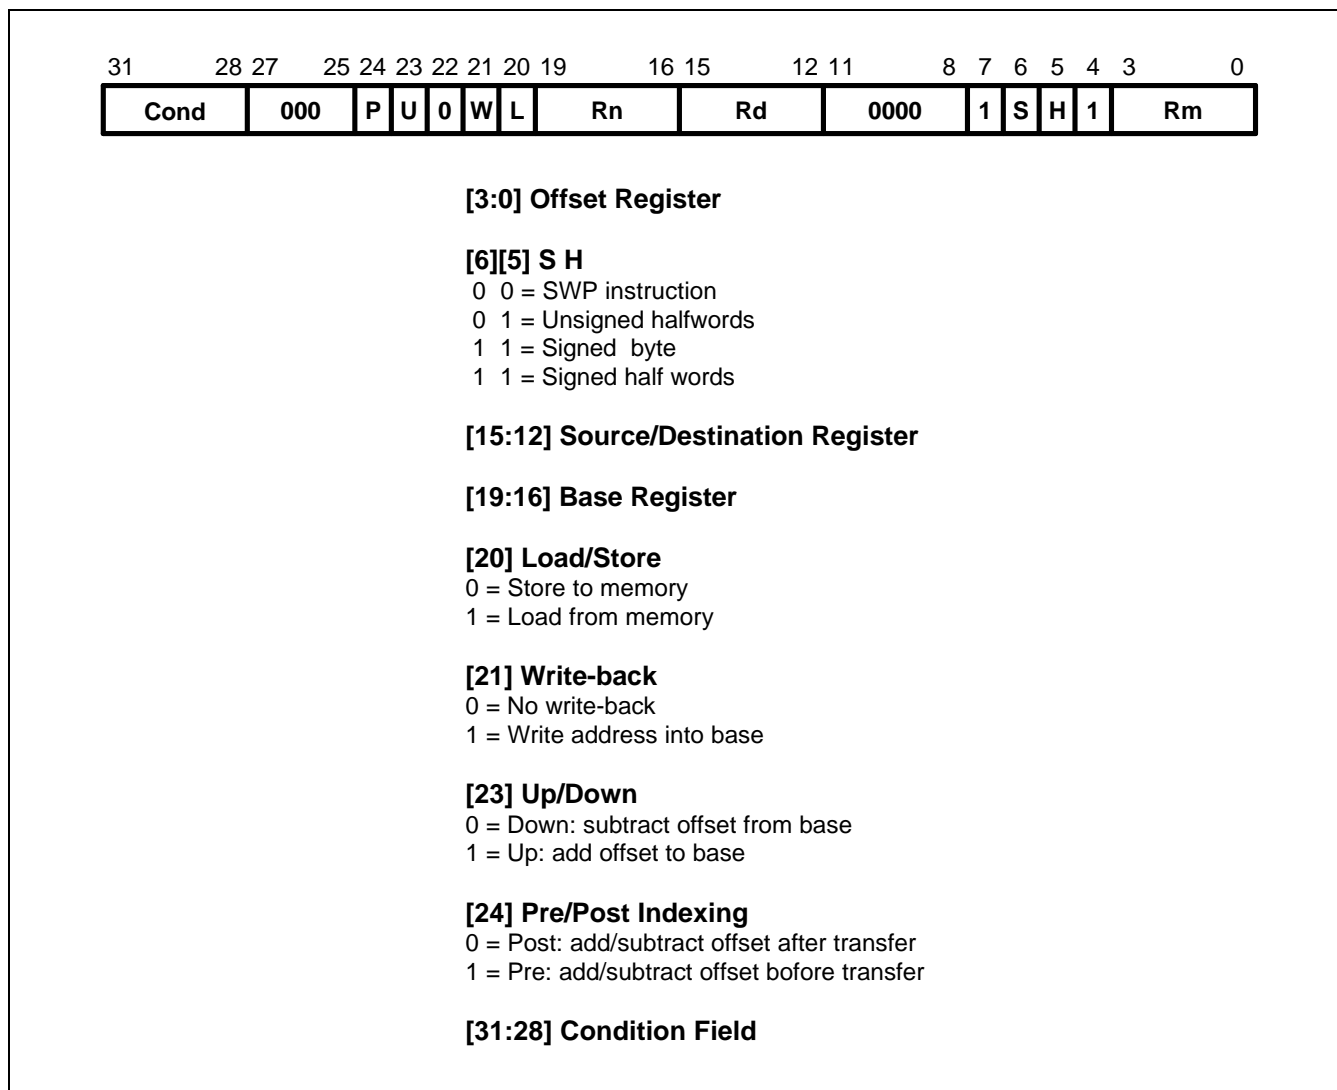 31 28 27 25 24 23 22 21 20 19 16 15 12 11 8 7 6 5 4 3 0
Cond 000 P U 0 W L Rn Rd 0000 1 S H 1 Rm
[3:0] Offset Register
[6][5] S H
0 0 = SWP instruction
0 1 = Unsigned halfwords
1 1 = Signed byte
1 1 = Signed half words
[15:12] Source/Destination Register
[19:16] Base Register
[20] Load/Store
0 = Store to memory
1 = Load from memory
[21] Write-back
0 = No write-back
1 = Write address into base
[23] Up/Down
0 = Down: subtract offset from base
1 = Up: add offset to base
[24] Pre/Post Indexing
0 = Post: add/subtract offset after transfer
1 = Pre: add/subtract offset bofore transfer
[31:28] Condition Field